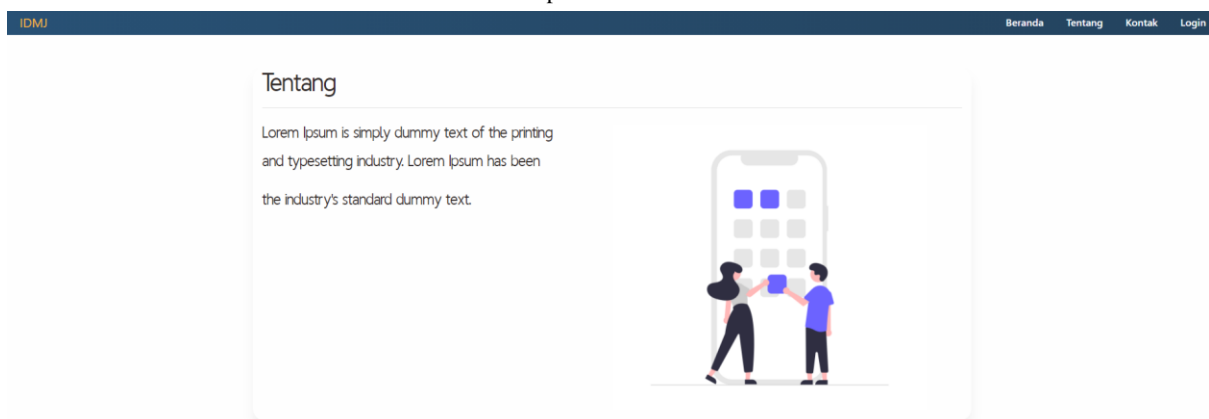 IDMJ
Beranda Tentang Kontak Login
Tentang
Lorem Ipsum is simply dummy text of the printing
and typesetting industry. Lorem Ipsum has been
the industry's standard dummy text.